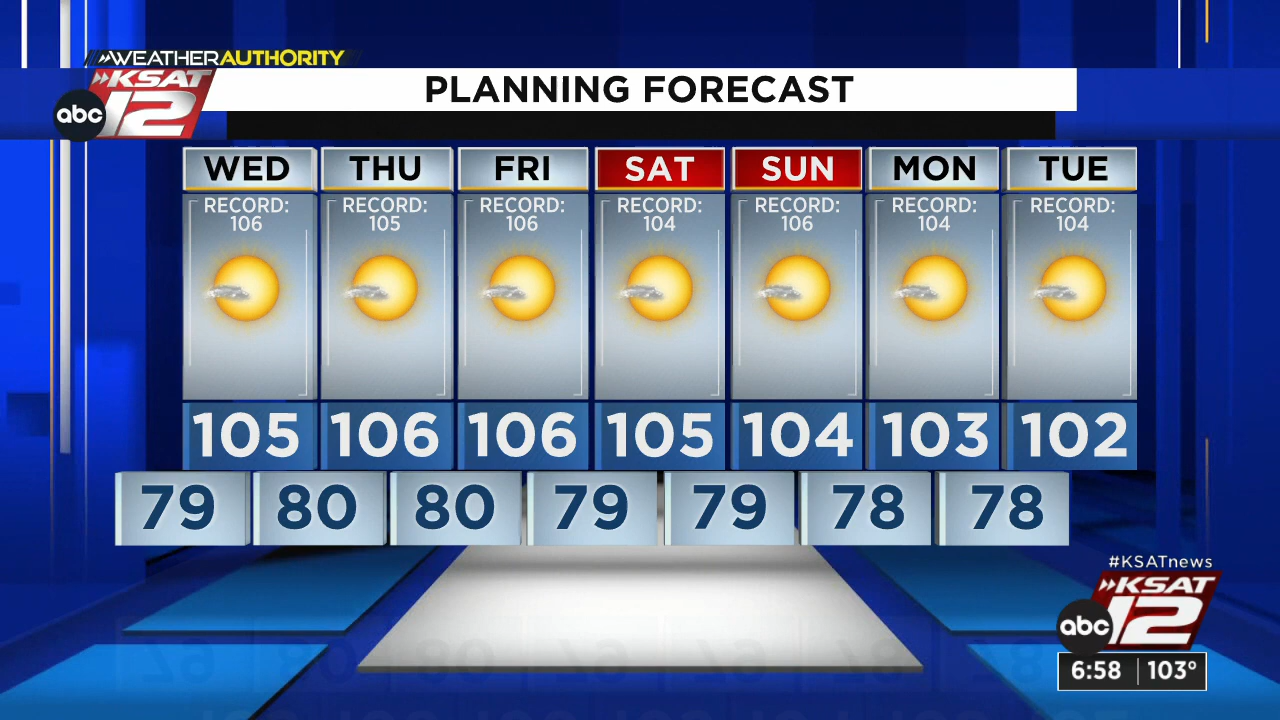 WEATHERAUTHORITY
KSAT
abc 12
PLANNING FORECAST
WED THU FRI SAT SUN MON TUE
RECORD: RECORD: RECORD: RECORD: RECORD: RECORD: RECORD:
106 105 106 104 106 104 104
105 106 106 105 104 103 102
79 80 80 79 79 78 78
#KSATnews
KSAT
abc 12
6:58 103°